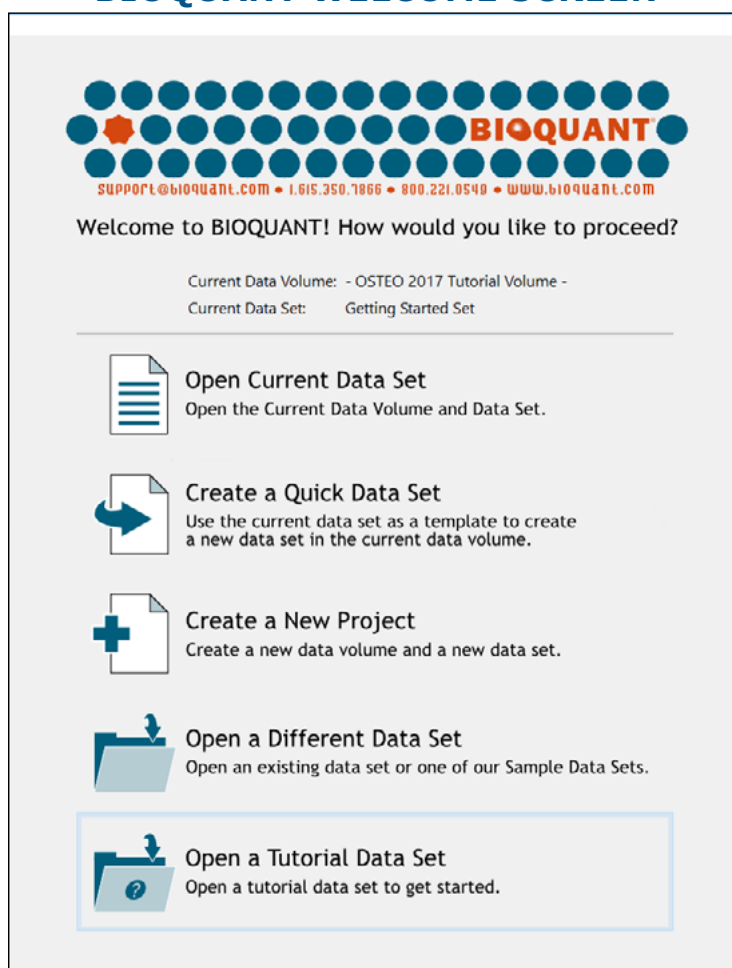 BIOQUANT WELCOME SCREEN
BIOQUANT
support@bioquant.com • 1.615.350.7866 • 800.221.0549 • www.bioquant.com
Welcome to BIOQUANT! How would you like to proceed?
Current Data Volume: - OSTEO 2017 Tutorial Volume -
Current Data Set: Getting Started Set
Open Current Data Set
Open the Current Data Volume and Data Set.
Create a Quick Data Set
Use the current data set as a template to create
a new data set in the current data volume.
Create a New Project
Create a new data volume and a new data set.
Open a Different Data Set
Open an existing data set or one of our Sample Data Sets.
Open a Tutorial Data Set
?
Open a tutorial data set to get started.